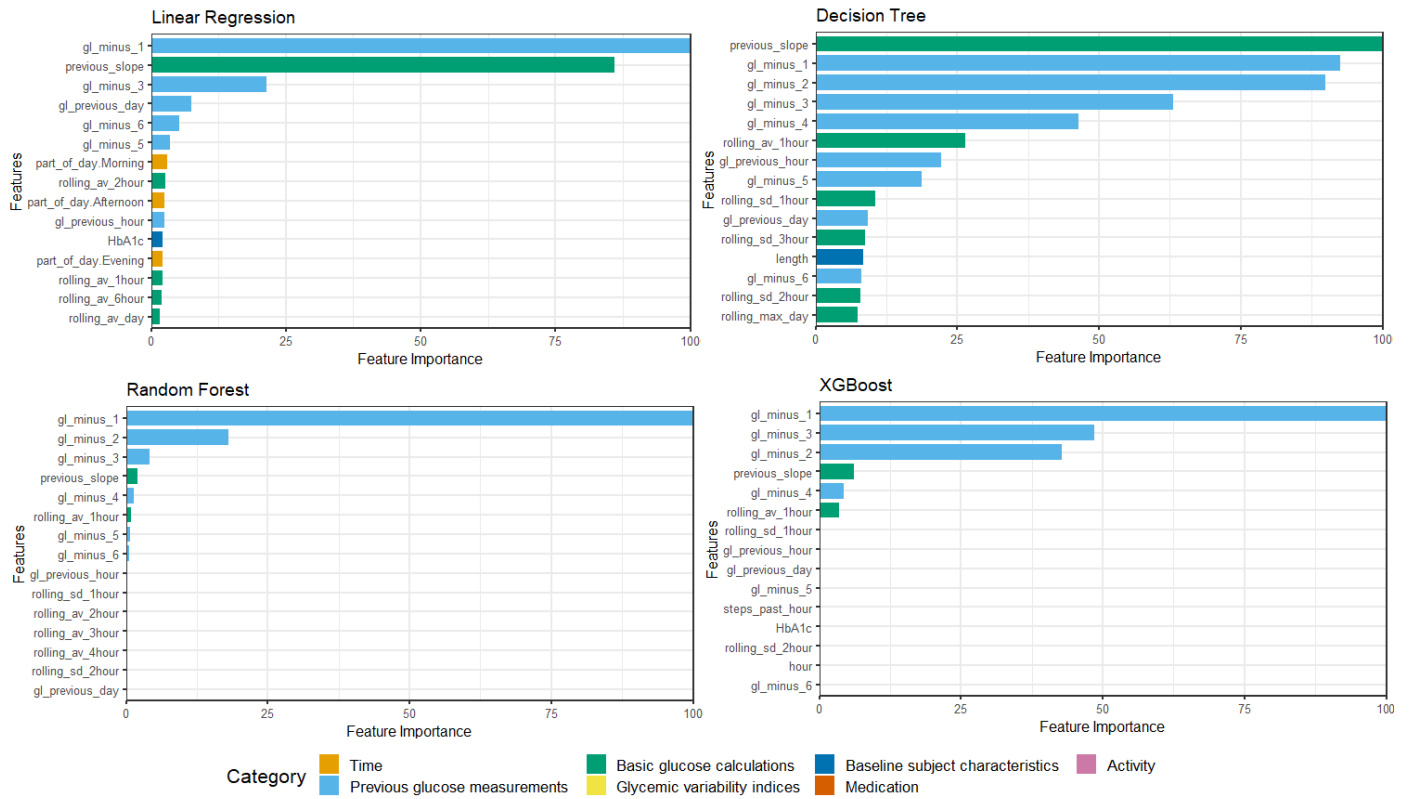 Linear Regression
gl_minus_1
previous_slope
gl_minus_3
gl_previous_day
gl_minus_6
gl_minus_5
part_of_day.Morning
rolling_av_2hour
part_of_day.Afternoon
gl_previous_hour
HbA1c
part_of_day.Evening
rolling_av_1hour
rolling_av_6hour
rolling_av_day
Features
0 25 50 75 100
Feature Importance
Decision Tree
previous_slope
gl_minus_1
gl_minus_2
gl_minus_3
gl_minus_4
rolling_av_1hour
gl_previous_hour
gl_minus_5
rolling_sd_1hour
gl_previous_day
rolling_sd_3hour
length
gl_minus_6
rolling_sd_2hour
rolling_max_day
Features
0 25 50 75 100
Feature Importance
Random Forest
gl_minus_1
gl_minus_2
gl_minus_3
previous_slope
gl_minus_4
rolling_av_1hour
gl_minus_5
gl_minus_6
gl_previous_hour
rolling_sd_1hour
rolling_av_2hour
rolling_av_3hour
rolling_av_4hour
rolling_sd_2hour
gl_previous_day
Features
0 25 50 75 100
Feature Importance
XGBoost
gl_minus_1
gl_minus_3
gl_minus_2
previous_slope
gl_minus_4
rolling_av_1hour
rolling_sd_1hour
gl_previous_hour
gl_previous_day
gl_minus_5
steps_past_hour
HbA1c
rolling_sd_2hour
hour
gl_minus_6
Features
0 25 50 75 100
Feature Importance
Category
Time
Previous glucose measurements
Basic glucose calculations
Glycemic variability indices
Baseline subject characteristics
Medication
Activity